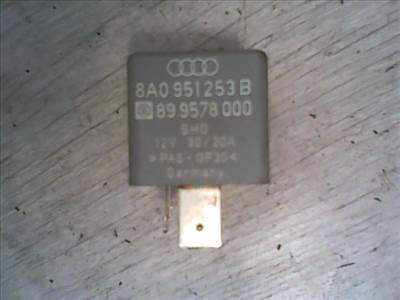 8A0 951 253 B
89 9578 000
SHO
12V 30/20A
>PA6-GF30<
Germany